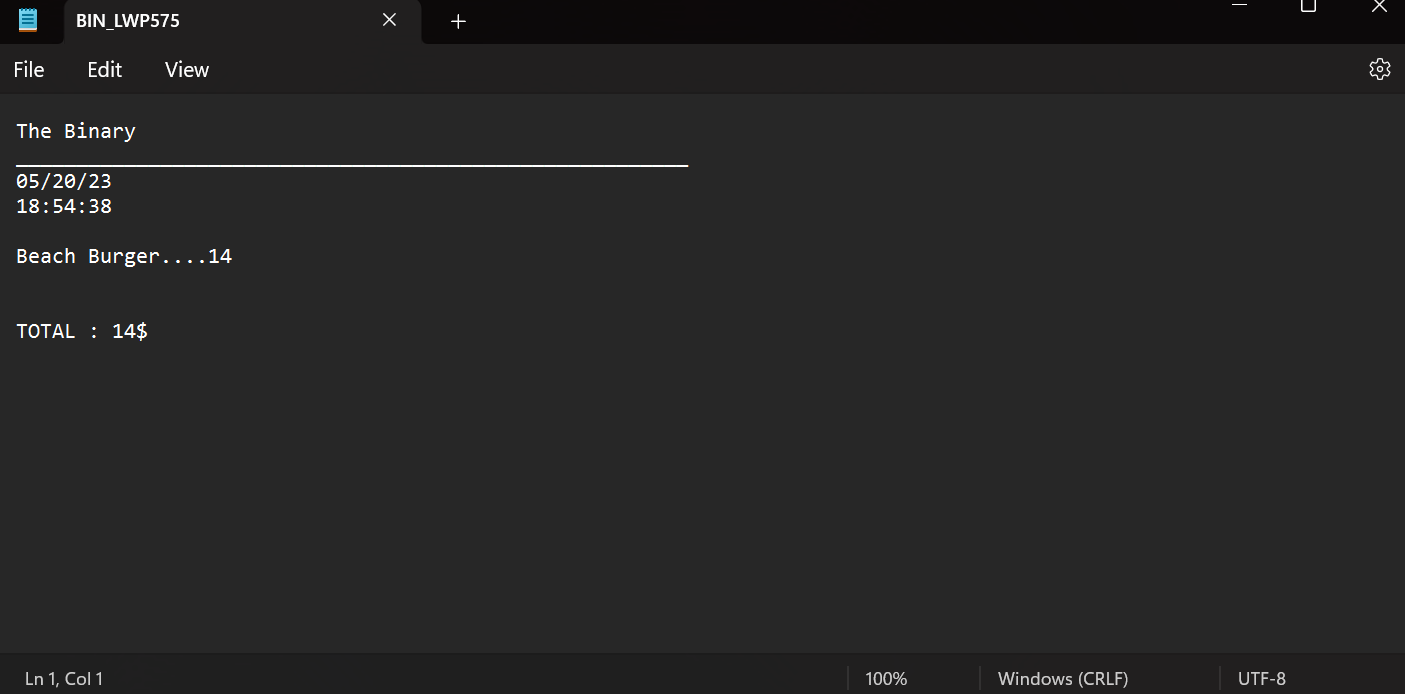 BIN_LWP575
File Edit View
The Binary
05/20/23
18:54:38
Beach Burger....14
TOTAL : 14$
Ln 1, Col 1 100% Windows (CRLF) UTF-8